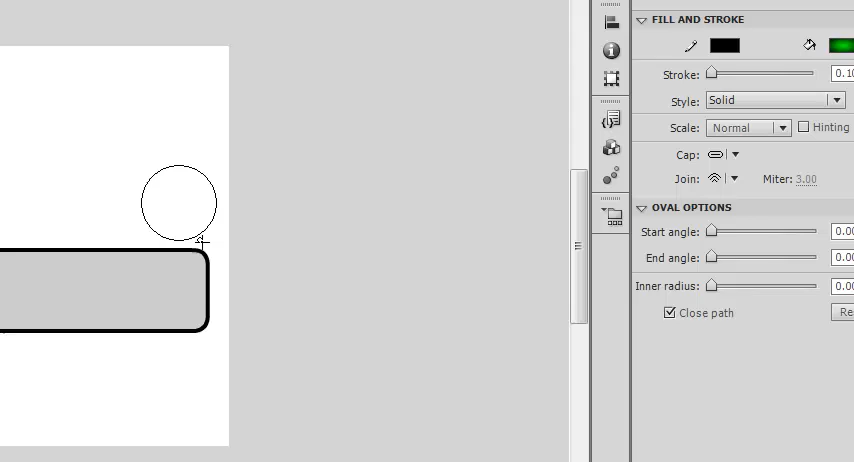 FILL AND STROKE
Stroke: 0.10
Style: Solid
Scale: Normal Hinting
Cap:
Join: Miter: 3.00
OVAL OPTIONS
Start angle: 0.00
End angle: 0.00
Inner radius: 0.00
Close path Re